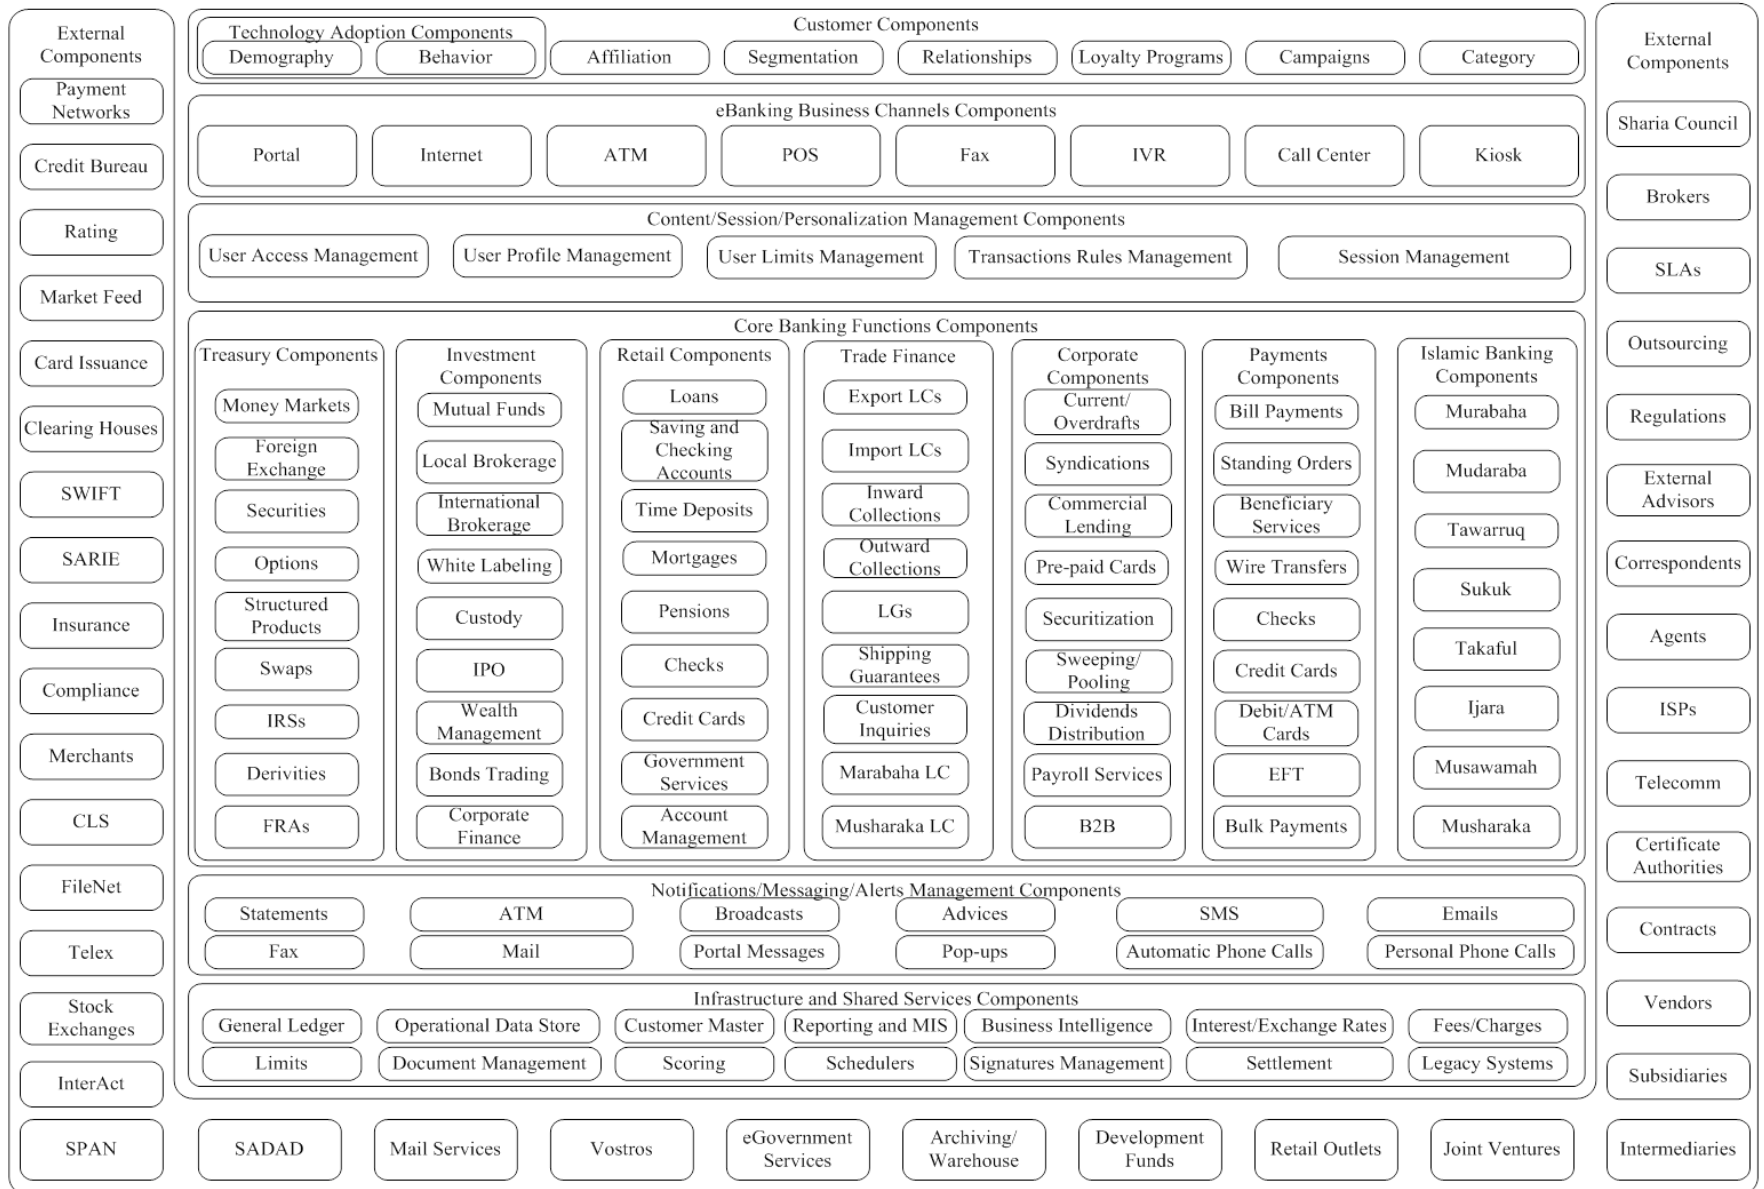 External
Components
Payment
Networks
Credit Bureau
Rating
Market Feed
Card Issuance
Clearing Houses
SWIFT
SARIE
Insurance
Compliance
Merchants
CLS
FileNet
Telex
Stock
Exchanges
InterAct
SPAN
Customer Components
Technology Adoption Components
Demography
Behavior
Affiliation
Segmentation
Relationships
Loyalty Programs
Campaigns
Category
eBanking Business Channels Components
Portal
Internet
ATM
POS
Fax
IVR
Call Center
Kiosk
Content/Session/Personalization Management Components
User Access Management
User Profile Management
User Limits Management
Transactions Rules Management
Session Management
Core Banking Functions Components
Treasury Components
Money Markets
Foreign
Exchange
Securities
Options
Structured
Products
Swaps
IRSs
Derivities
FRAs
Investment
Components
Mutual Funds
Local Brokerage
International
Brokerage
White Labeling
Custody
IPO
Wealth
Management
Bonds Trading
Corporate
Finance
Retail Components
Loans
Saving and
Checking
Accounts
Time Deposits
Mortgages
Pensions
Checks
Credit Cards
Government
Services
Account
Management
Trade Finance
Export LCs
Import LCs
Inward
Collections
Outward
Collections
LGs
Shipping
Guarantees
Customer
Inquiries
Marabaha LC
Musharaka LC
Corporate
Components
Current/
Overdrafts
Syndications
Commercial
Lending
Pre-paid Cards
Securitization
Sweeping/
Pooling
Dividends
Distribution
Payroll Services
B2B
Payments
Components
Bill Payments
Standing Orders
Beneficiary
Services
Wire Transfers
Checks
Credit Cards
Debit/ATM
Cards
EFT
Bulk Payments
Islamic Banking
Components
Murabaha
Mudaraba
Tawarruq
Sukuk
Takaful
Ijara
Musawamah
Musharaka
Notifications/Messaging/Alerts Management Components
Statements
ATM
Broadcasts
Advices
SMS
Emails
Fax
Mail
Portal Messages
Pop-ups
Automatic Phone Calls
Personal Phone Calls
Infrastructure and Shared Services Components
General Ledger
Operational Data Store
Customer Master
Reporting and MIS
Business Intelligence
Interest/Exchange Rates
Fees/Charges
Limits
Document Management
Scoring
Schedulers
Signatures Management
Settlement
Legacy Systems
SADAD
Mail Services
Vostros
eGovernment
Services
Archiving/
Warehouse
Development
Funds
Retail Outlets
Joint Ventures
External
Components
Sharia Council
Brokers
SLAs
Outsourcing
Regulations
External
Advisors
Correspondents
Agents
ISPs
Telecomm
Certificate
Authorities
Contracts
Vendors
Subsidiaries
Intermediaries